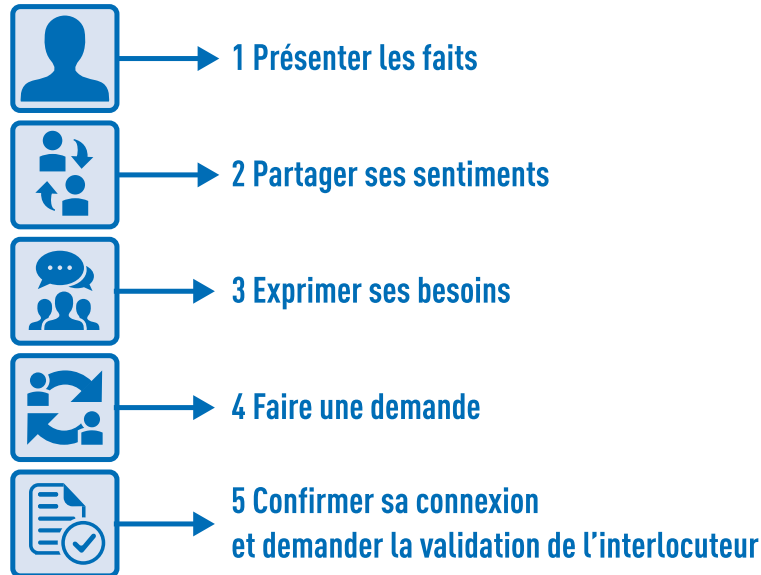 1 Présenter les faits
2 Partager ses sentiments
3 Exprimer ses besoins
4 Faire une demande
5 Confirmer sa connexion
et demander la validation de l’interlocuteur